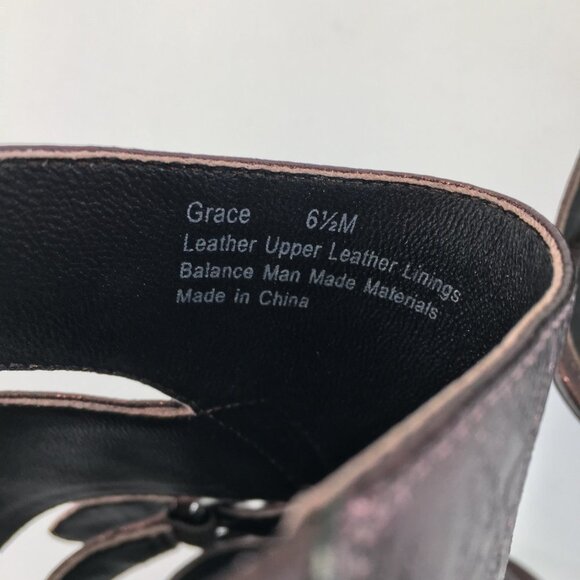 Grace 6½M
Leather Upper Leather Linings
Balance Man Made Materials
Made in China